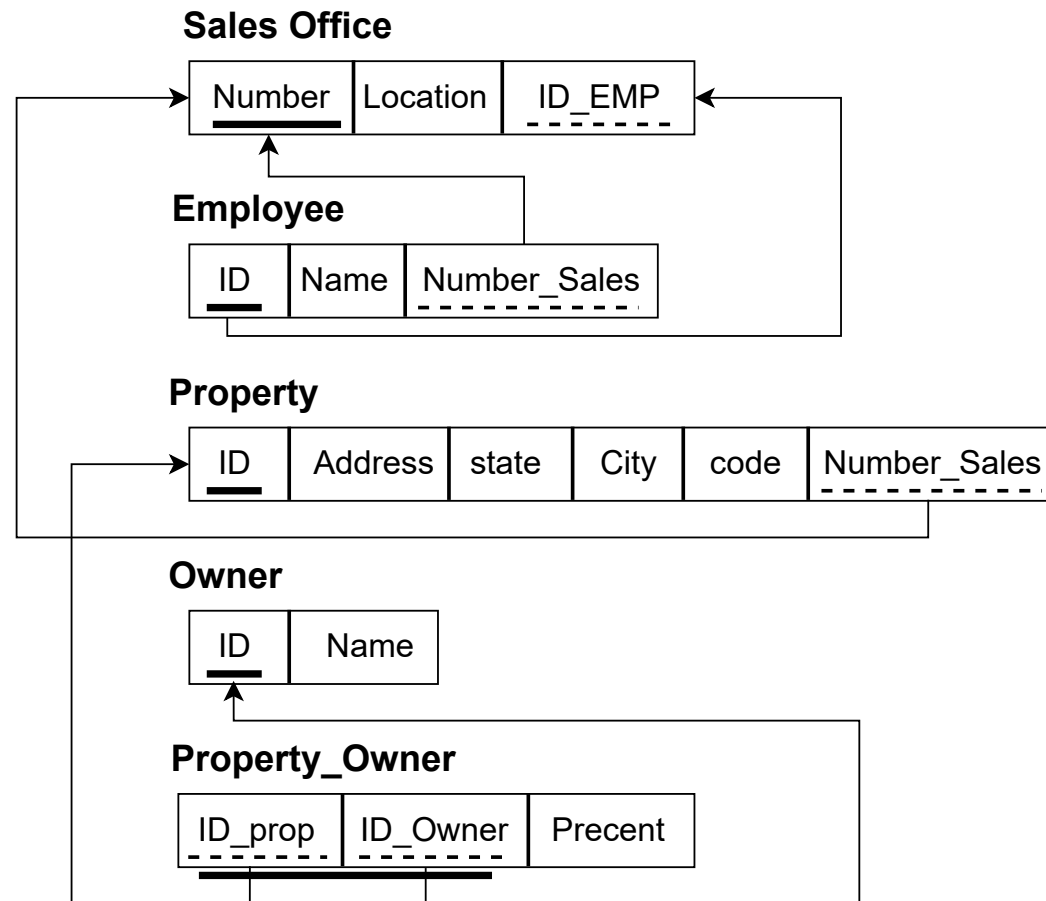 Sales Office
Number Location ID_EMP
Employee
ID Name Number_Sales
Property
ID Address state City code Number_Sales
Owner
ID Name
Property_Owner
ID_prop ID_Owner Precent